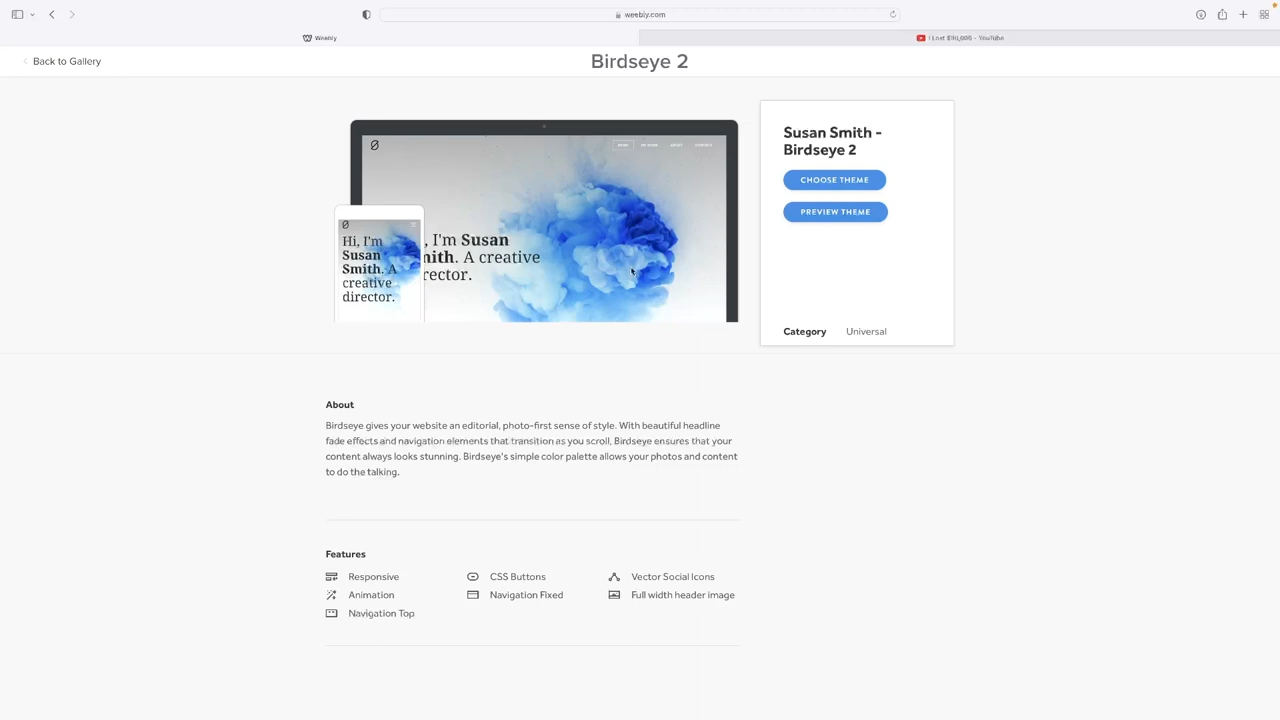 weebly.com
Weebly
Back to Gallery
Birdseye 2
Hi, I'm
Susan
Smith. A
creative
director.
, I'm Susan
nith. A creative
rector.
HOME
ABOUT
CONTACT
Susan Smith -
Birdseye 2
CHOOSE THEME
PREVIEW THEME
Category Universal
About
Birdseye gives your website an editorial, photo-first sense of style. With beautiful headline
fade effects and navigation elements that transition as you scroll, Birdseye ensures that your
content always looks stunning. Birdseye's simple color palette allows your photos and content
to do the talking.
Features
Responsive CSS Buttons Vector Social Icons
Animation Navigation Fixed Full width header image
Navigation Top